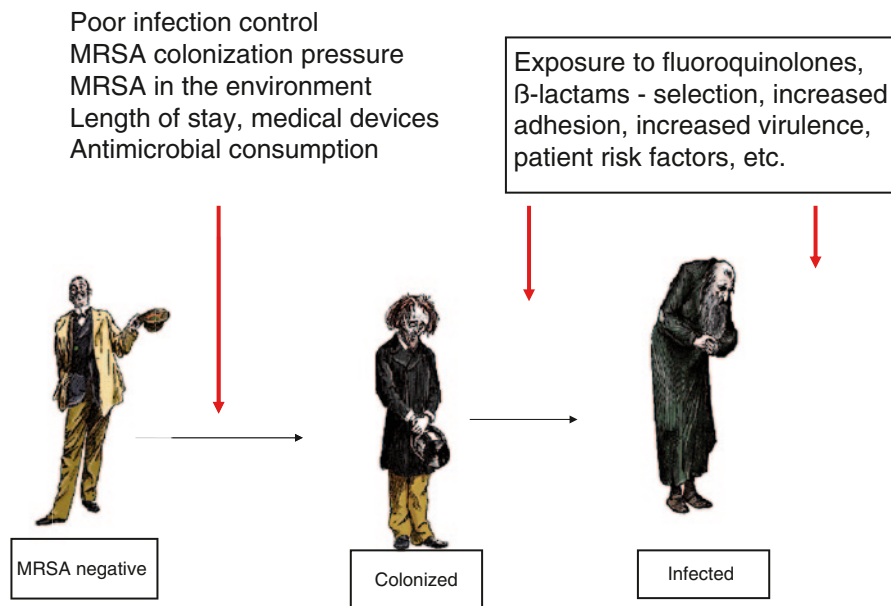 Poor infection control
MRSA colonization pressure
MRSA in the environment
Length of stay, medical devices
Antimicrobial consumption
Exposure to fluoroquinolones,
ß-lactams - selection, increased
adhesion, increased virulence,
patient risk factors, etc.
MRSA negative
Colonized
Infected